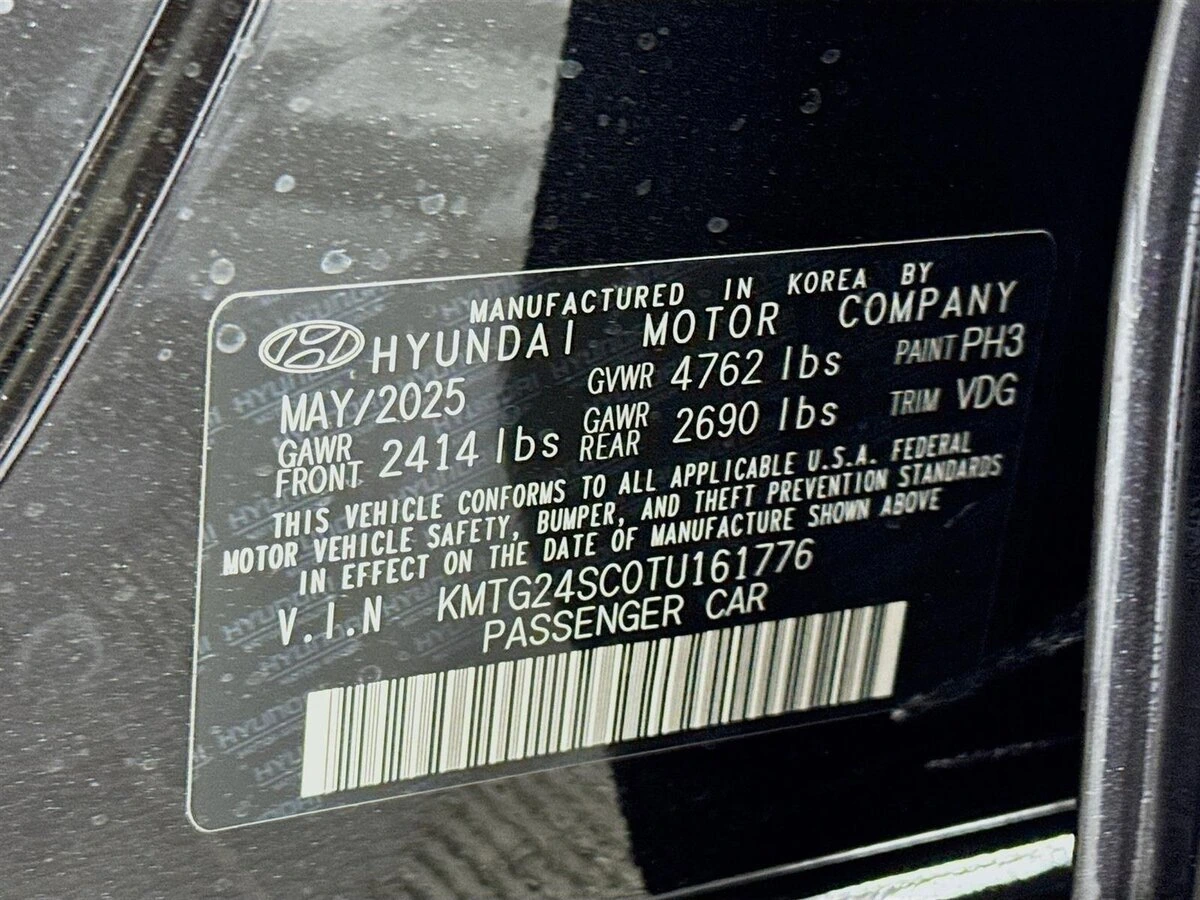 MANUFACTURED IN KOREA BY
HYUNDAI MOTOR COMPANY
MAY/2025 GVWR 4762 lbs PAINT PH3
GAWR FRONT 2414 lbs GAWR REAR 2690 lbs TRIM VDG
THIS VEHICLE CONFORMS TO ALL APPLICABLE U.S.A. FEDERAL
MOTOR VEHICLE SAFETY, BUMPER, AND THEFT PREVENTION STANDARDS
IN EFFECT ON THE DATE OF MANUFACTURE SHOWN ABOVE
V.I.N KMTG24SC0TU161776
PASSENGER CAR